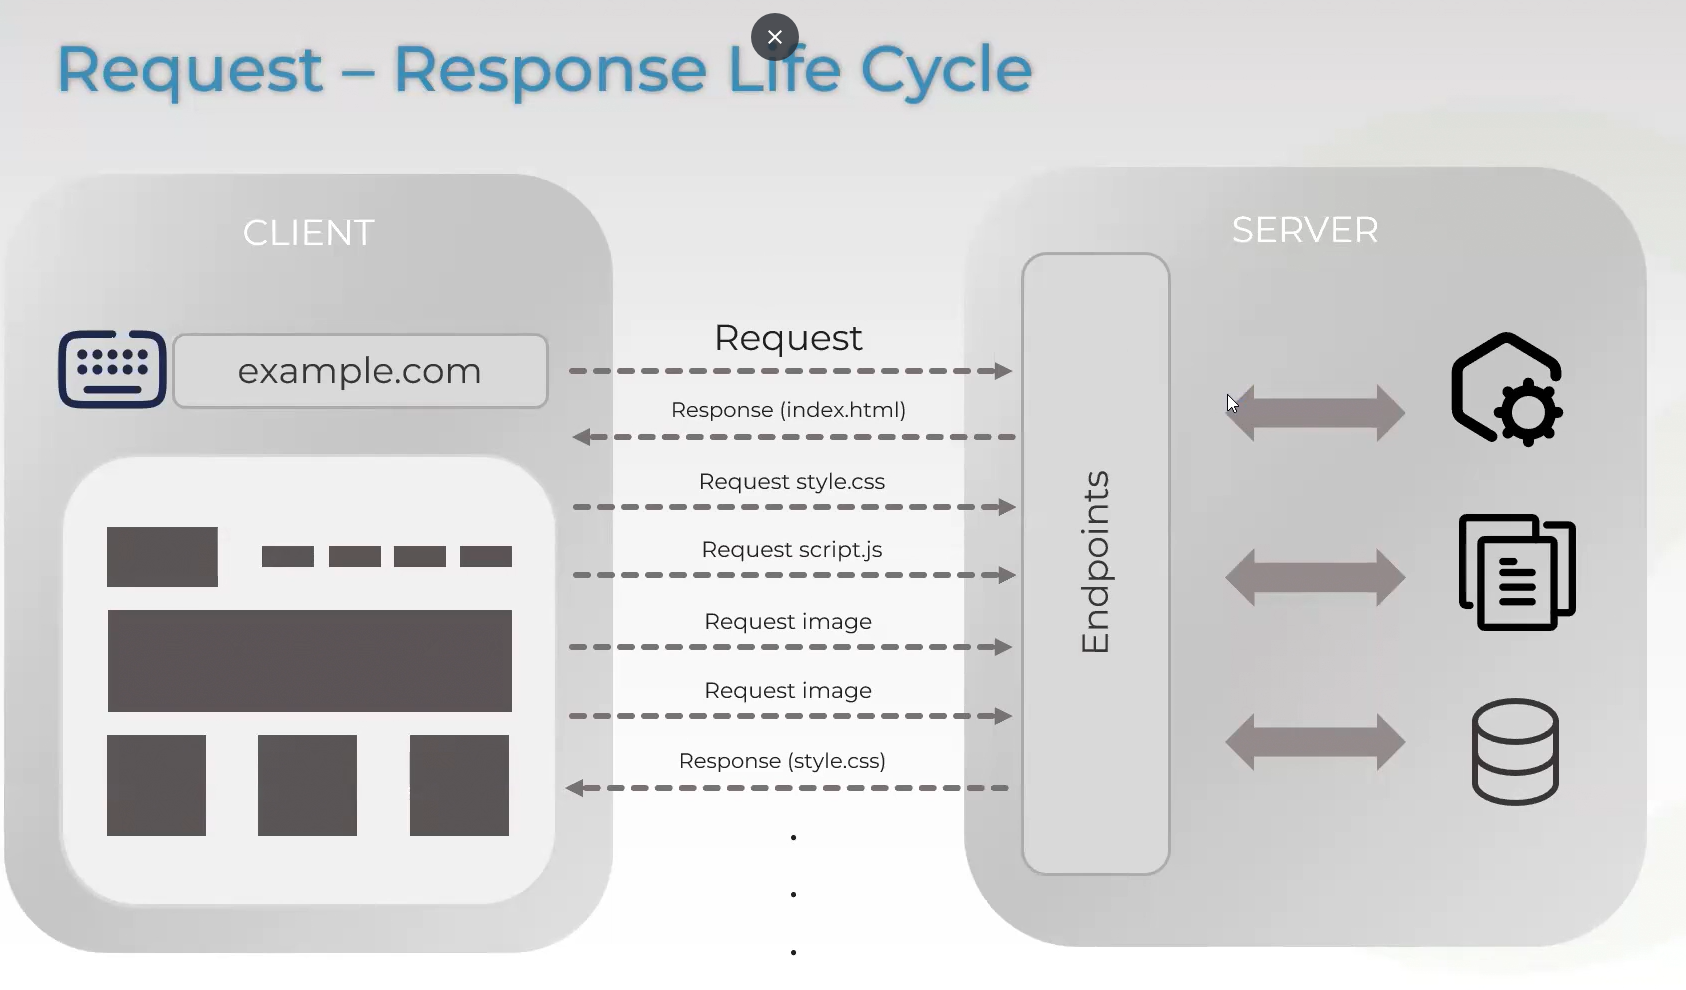 Request – Response Life Cycle
CLIENT
example.com
Request
Response (index.html)
Request style.css
Request script.js
Request image
Request image
Response (style.css)
SERVER
Endpoints